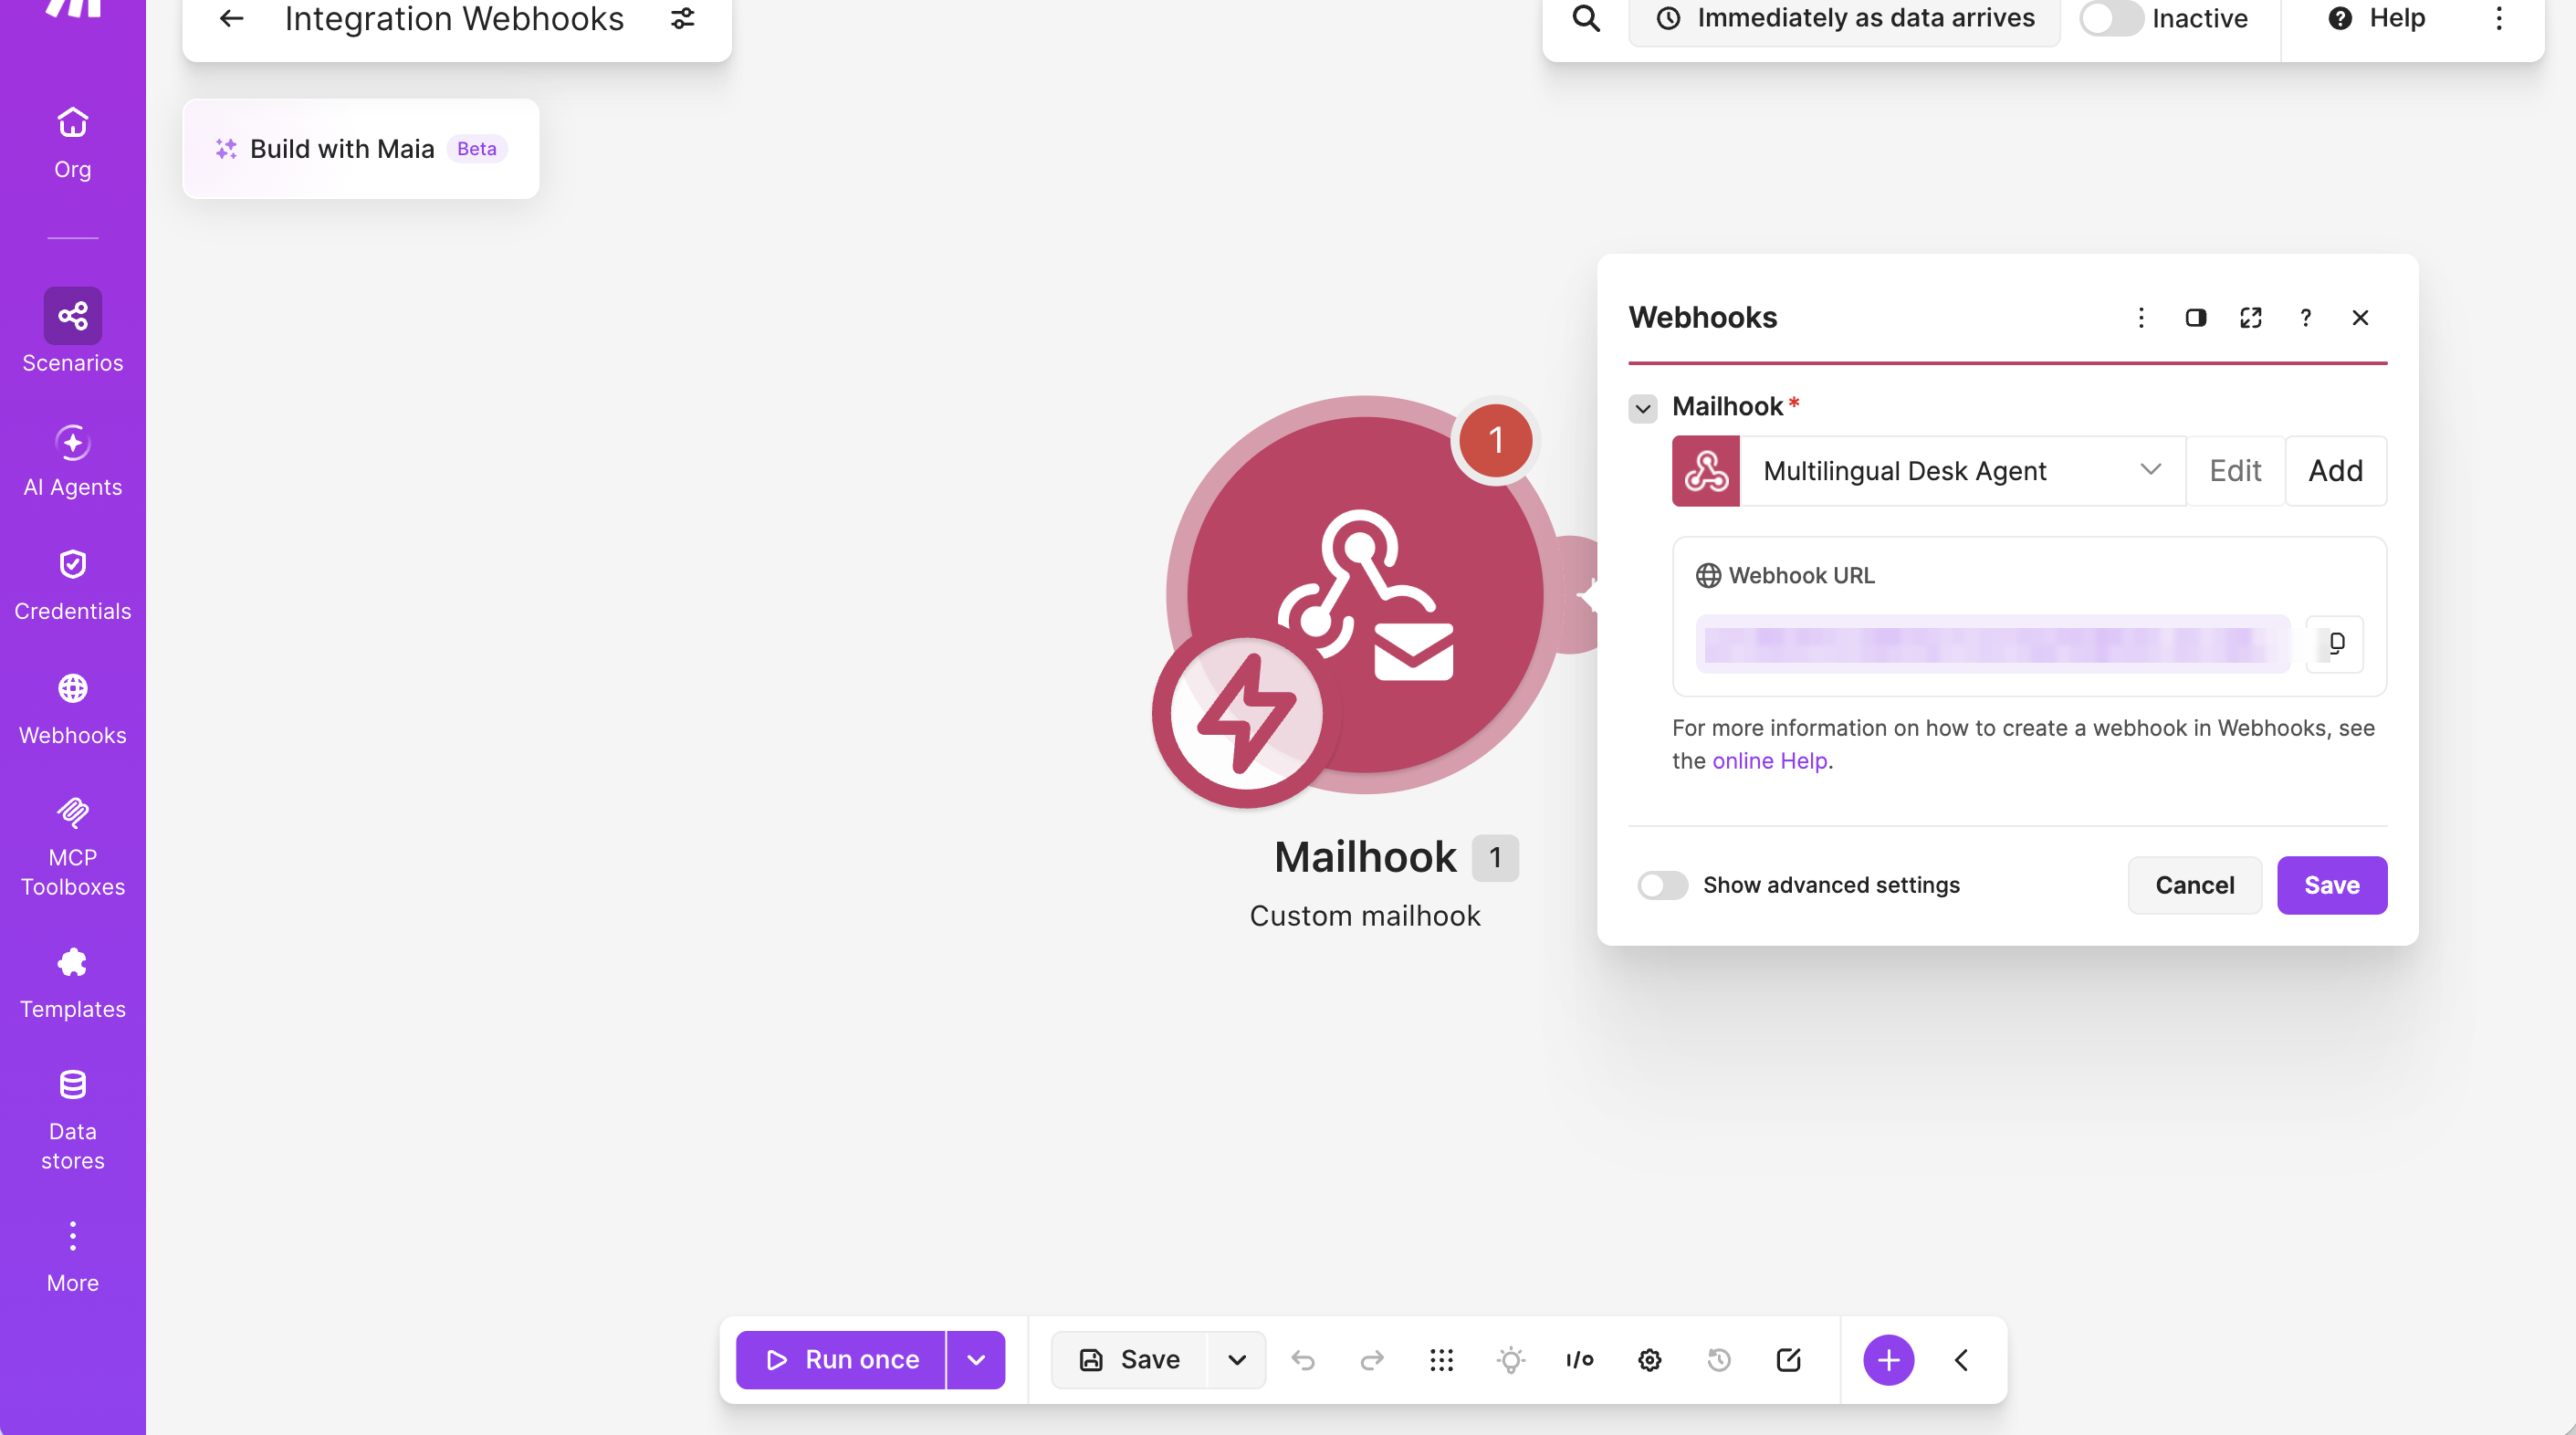 Integration Webhooks
Immediately as data arrives
Inactive
Help
Build with Maia Beta
Org
Scenarios
AI Agents
Credentials
Webhooks
MCP
Toolboxes
Templates
Data
stores
More
1
Mailhook 1
Custom mailhook
Webhooks
Mailhook*
Multilingual Desk Agent
Edit
Add
Webhook URL
For more information on how to create a webhook in Webhooks, see
the online Help.
Show advanced settings
Cancel
Save
Run once
Save